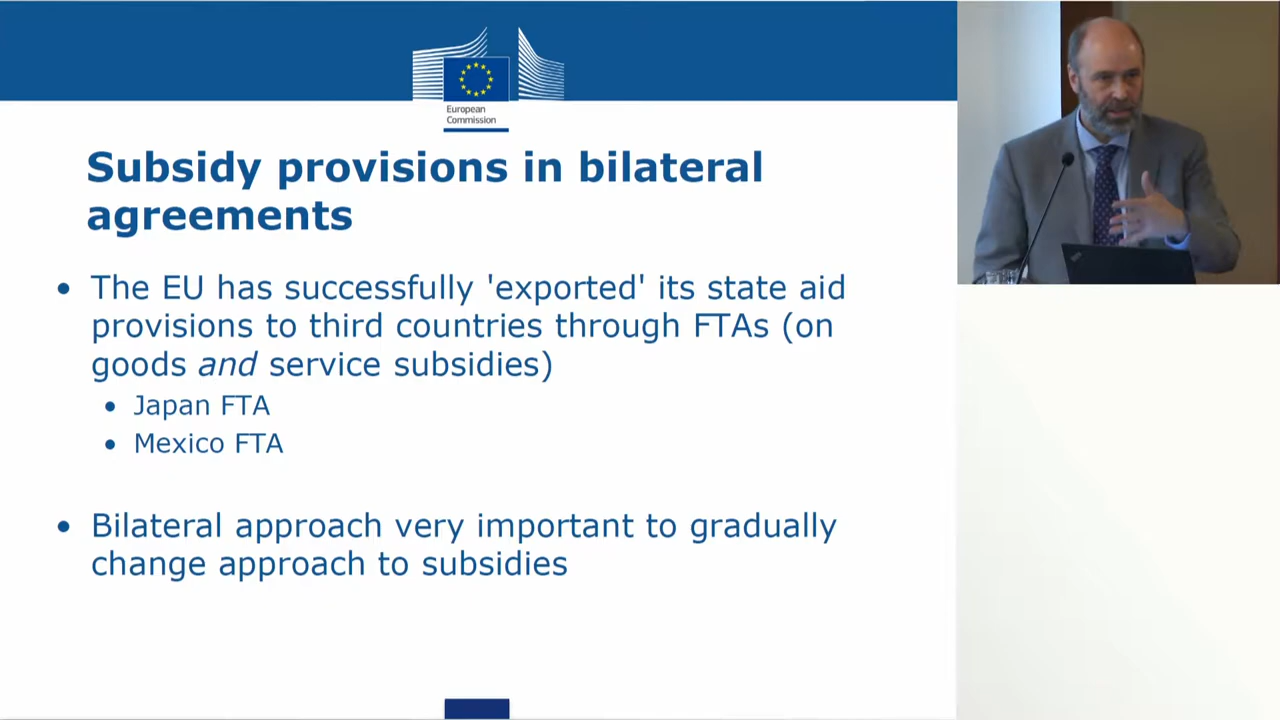 European
Commission
Subsidy provisions in bilateral
agreements
• The EU has successfully 'exported' its state aid
provisions to third countries through FTAs (on
goods and service subsidies)
• Japan FTA
• Mexico FTA
• Bilateral approach very important to gradually
change approach to subsidies